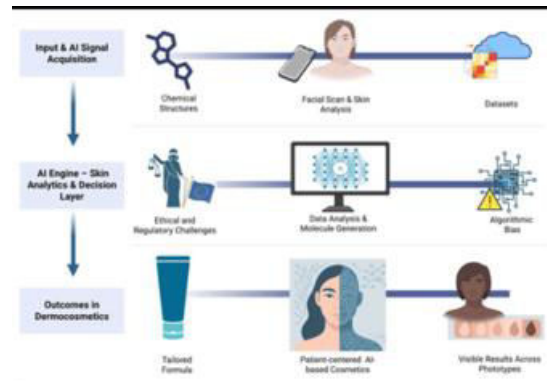 Input & AI Signal
Acquisition
Chemical
Structures
Facial Scan & Skin
Analysis
Datasets
AI Engine – Skin
Analytics & Decision
Layer
Ethical and
Regulatory Challenges
Data Analysis &
Molecule Generation
Algorithmic
Bias
Outcomes in
Dermocosmetics
Tailored
Formula
Patient-centered AI-
based Cosmetics
Visible Results Across
Phototypes